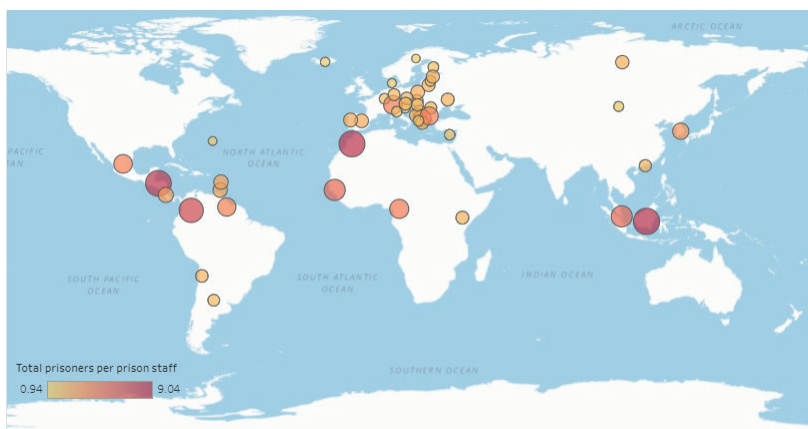 ARCTIC OCEAN
PACIFIC
NORTH ATLANTIC
OCEAN
SOUTH PACIFIC
OCEAN
SOUTH ATLANTIC
OCEAN
INDIAN OCEAN
SOUTHERN OCEAN
Total prisoners per prison staff
0.94 9.04